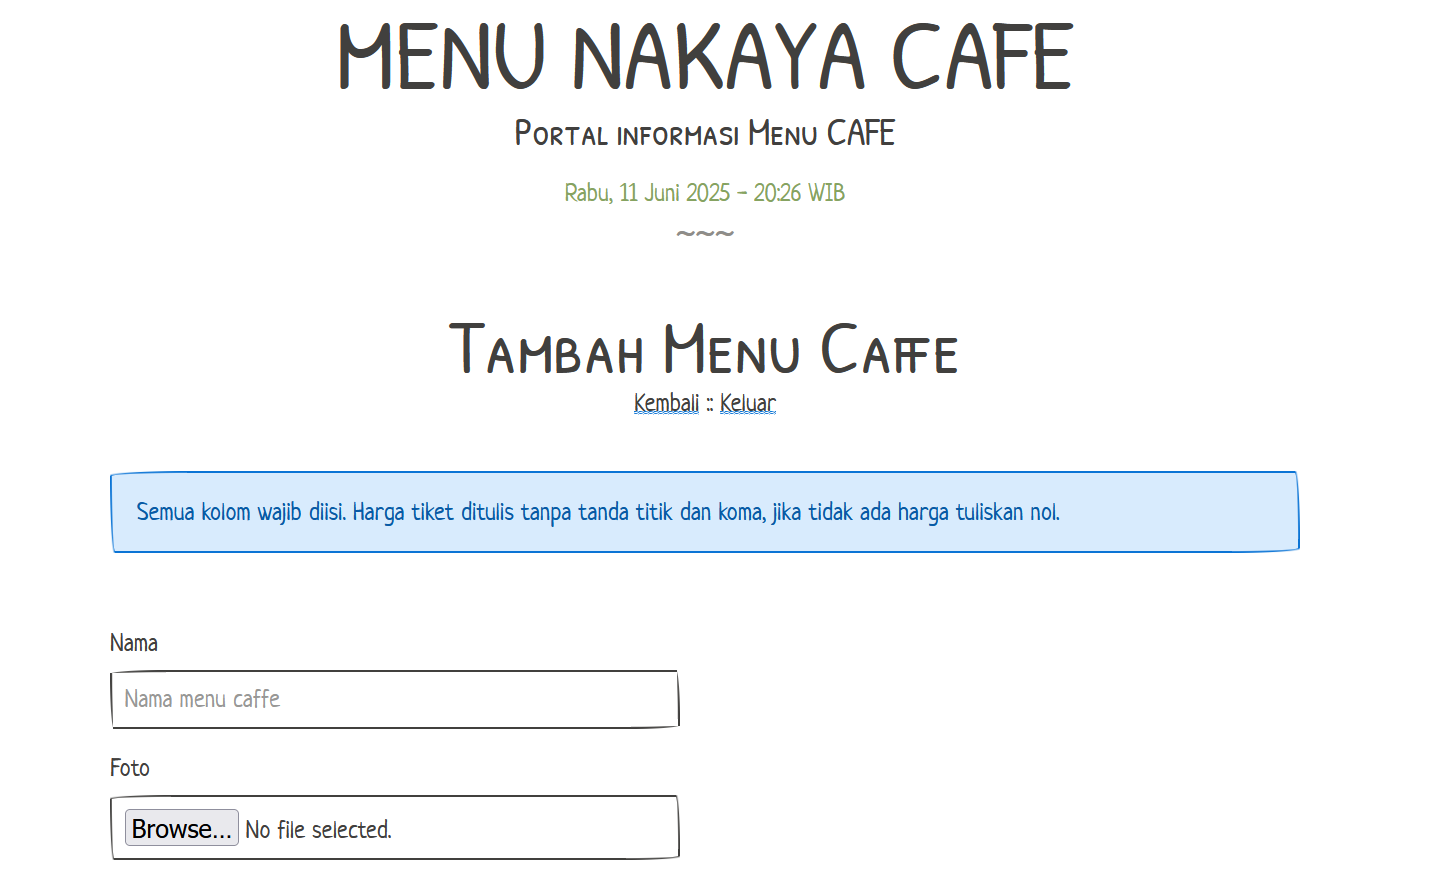 MENU NAKAYA CAFE
Portal informasi Menu CAFE
Rabu, 11 Juni 2025 - 20:26 WIB
~~~
Tambah Menu Caffe
Kembali :: Keluar
Semua kolom wajib diisi. Harga tiket ditulis tanpa tanda titik dan koma, jika tidak ada harga tuliskan nol.
Nama
Nama menu caffe
Foto
Browse... No file selected.